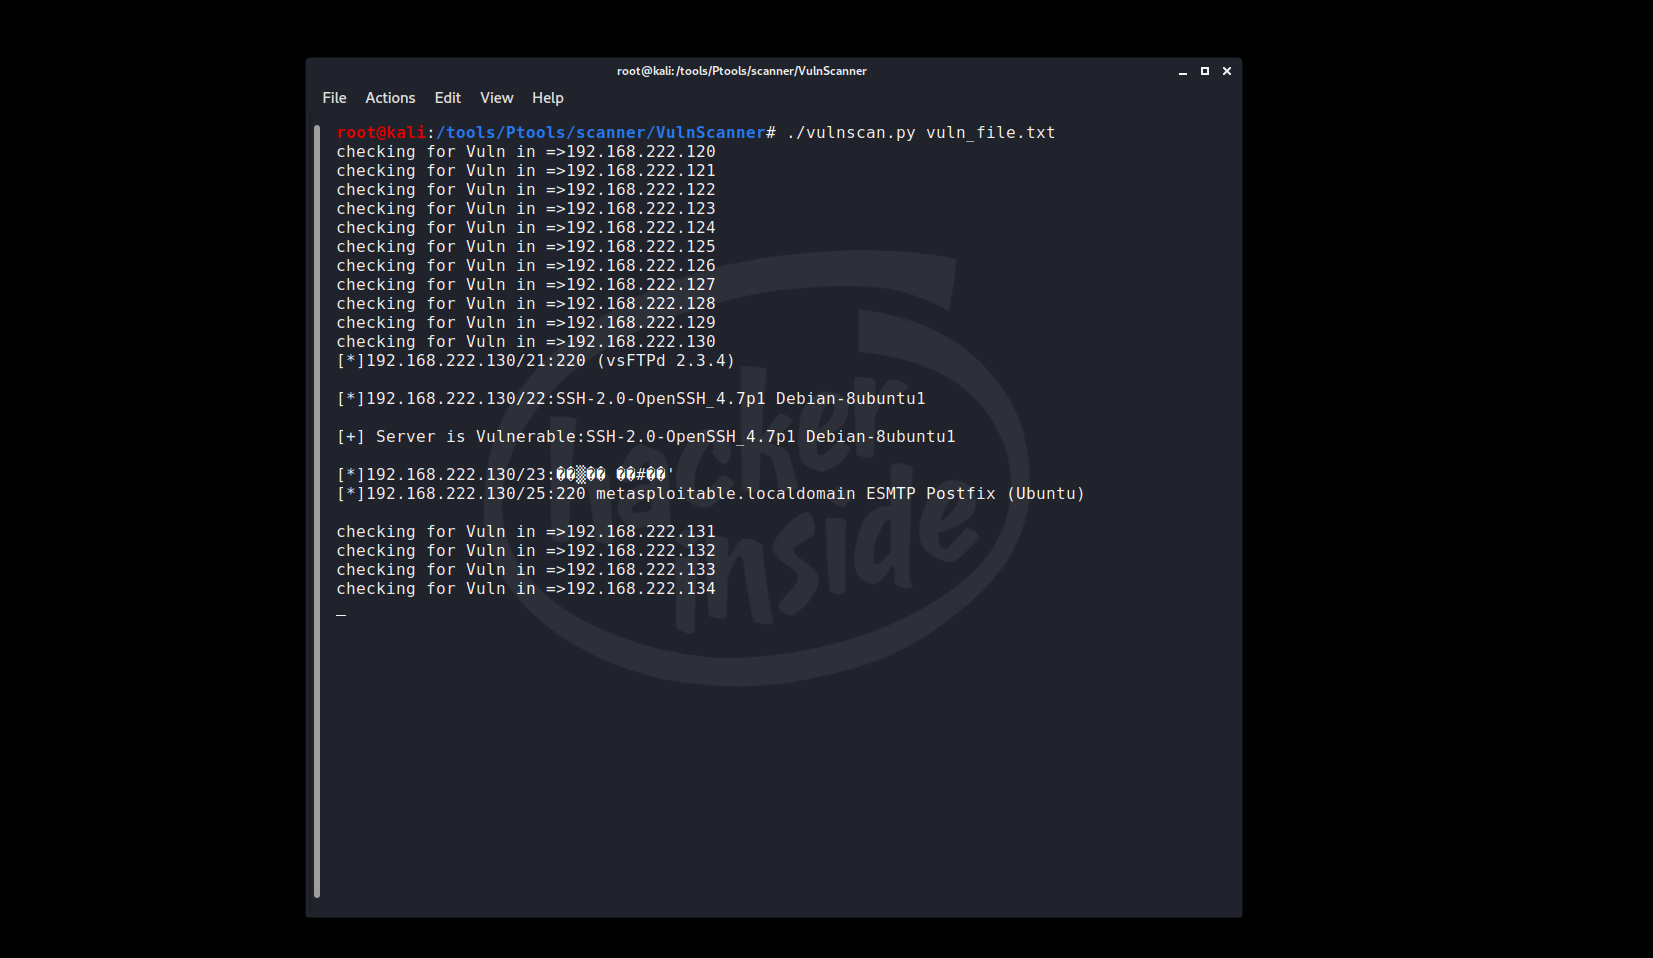 root@kali:/tools/Ptools/scanner/VulnScanner
File Actions Edit View Help
root@kali:/tools/Ptools/scanner/VulnScanner# ./vulnscan.py vuln_file.txt
checking for Vuln in =>192.168.222.120
checking for Vuln in =>192.168.222.121
checking for Vuln in =>192.168.222.122
checking for Vuln in =>192.168.222.123
checking for Vuln in =>192.168.222.124
checking for Vuln in =>192.168.222.125
checking for Vuln in =>192.168.222.126
checking for Vuln in =>192.168.222.127
checking for Vuln in =>192.168.222.128
checking for Vuln in =>192.168.222.129
checking for Vuln in =>192.168.222.130
[*]192.168.222.130/21:220 (vsFTPd 2.3.4)
[*]192.168.222.130/22:SSH-2.0-OpenSSH_4.7p1 Debian-8ubuntu1
[+] Server is Vulnerable:SSH-2.0-OpenSSH_4.7p1 Debian-8ubuntu1
[*]192.168.222.130/23:��▒�� ��#��'
[*]192.168.222.130/25:220 metasploitable.localdomain ESMTP Postfix (Ubuntu)
checking for Vuln in =>192.168.222.131
checking for Vuln in =>192.168.222.132
checking for Vuln in =>192.168.222.133
checking for Vuln in =>192.168.222.134
_
hacker
inside